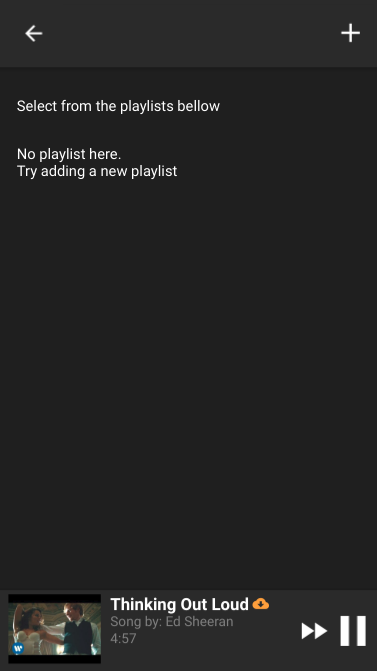 Select from the playlists bellow
No playlist here.
Try adding a new playlist
Thinking Out Loud
Song by: Ed Sheeran
4:57